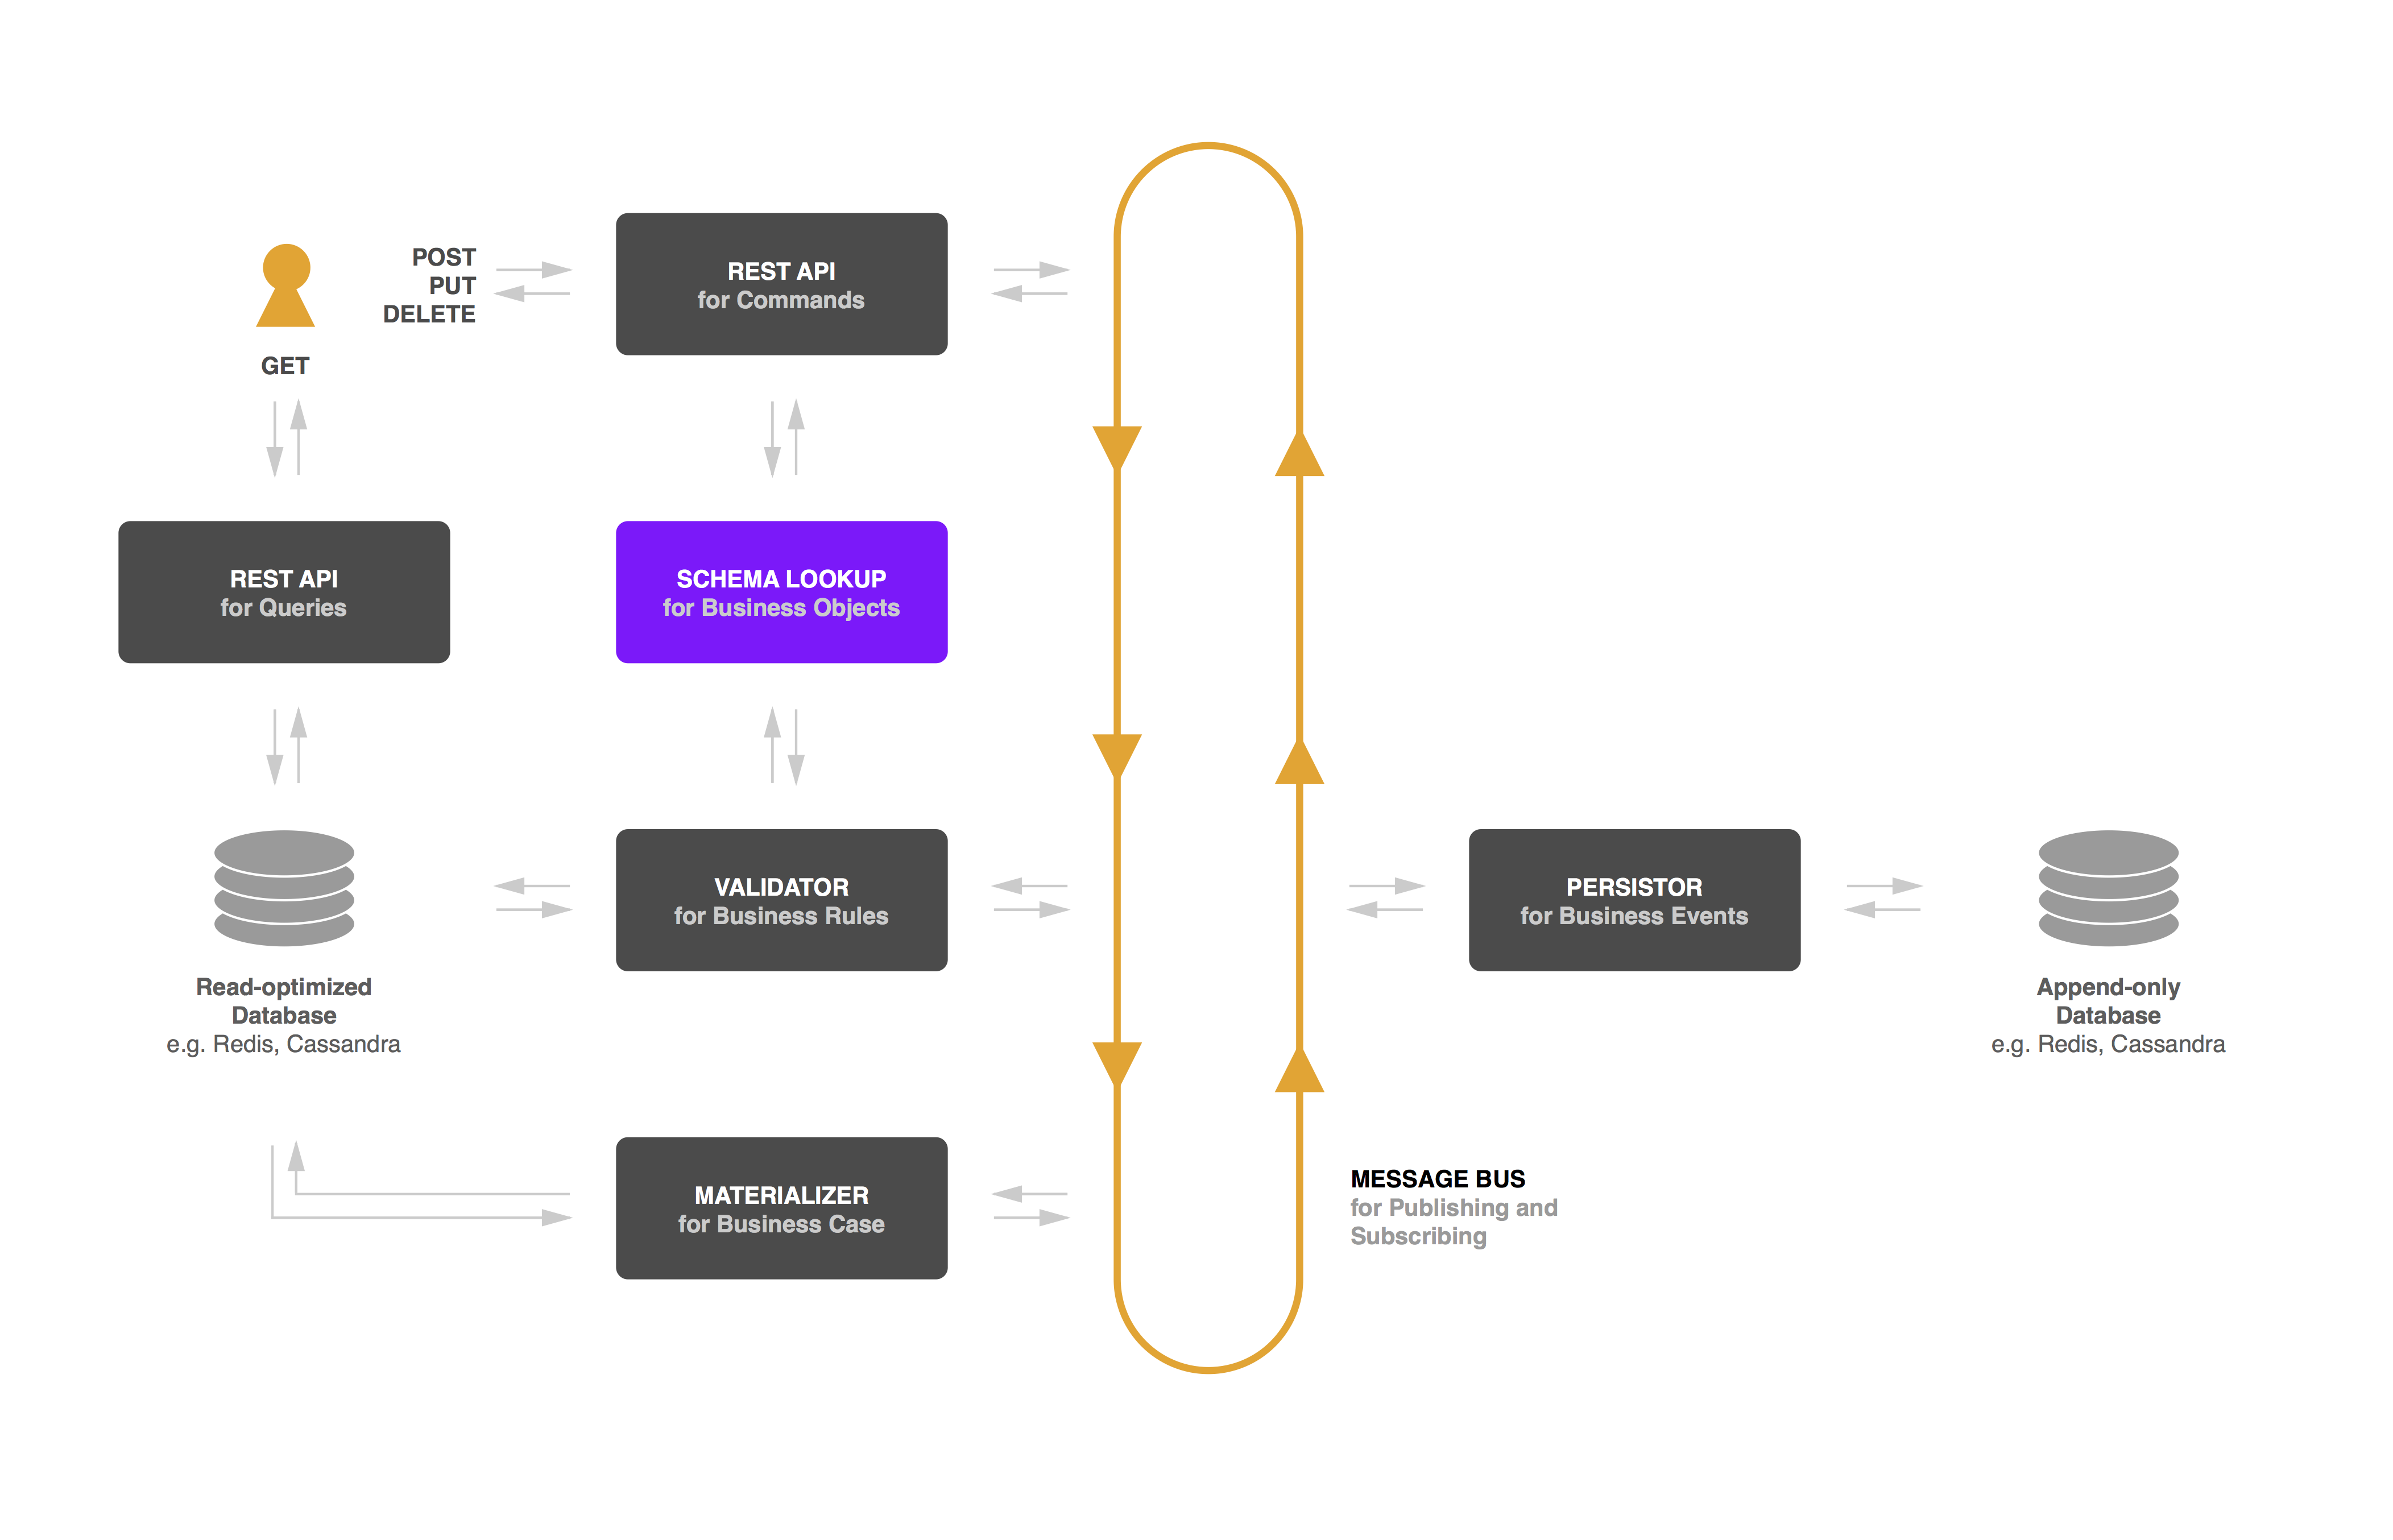 POST
PUT
DELETE
GET
REST API
for Commands
REST API
for Queries
SCHEMA LOOKUP
for Business Objects
VALIDATOR
for Business Rules
PERSISTOR
for Business Events
Read-optimized
Database
e.g. Redis, Cassandra
Append-only
Database
e.g. Redis, Cassandra
MATERIALIZER
for Business Case
MESSAGE BUS
for Publishing and
Subscribing